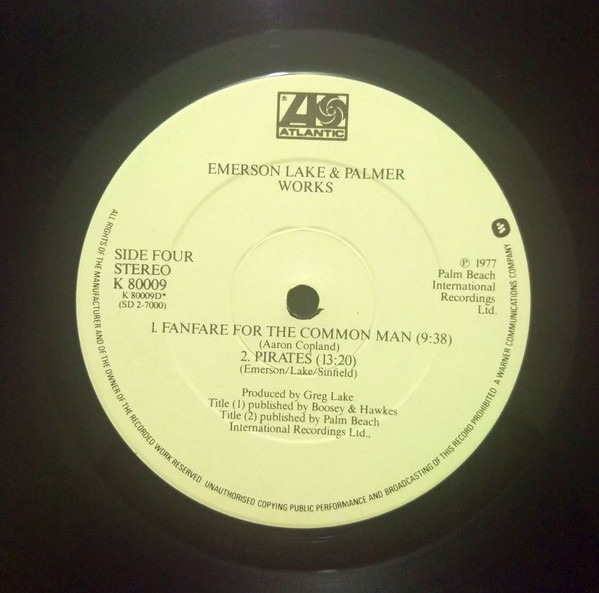 ®
ATLANTIC
EMERSON LAKE & PALMER
WORKS
SIDE FOUR
STEREO
K 80009
K 80009D*
(SD 2-7000)
℗ 1977
Palm Beach
International
Recordings
Ltd.
1. FANFARE FOR THE COMMON MAN (9:38)
(Aaron Copland)
2. PIRATES (13:20)
(Emerson/Lake/Sinfield)
Produced by Greg Lake
Title (1) published by Boosey & Hawkes
Title (2) published by Palm Beach
International Recordings Ltd.,
ALL RIGHTS OF THE MANUFACTURER AND OF THE OWNER OF THE RECORDED WORK RESERVED UNAUTHORISED COPYING PUBLIC PERFORMANCE AND BROADCASTING OF THIS RECORD PROHIBITED A WARNER COMMUNICATIONS COMPANY